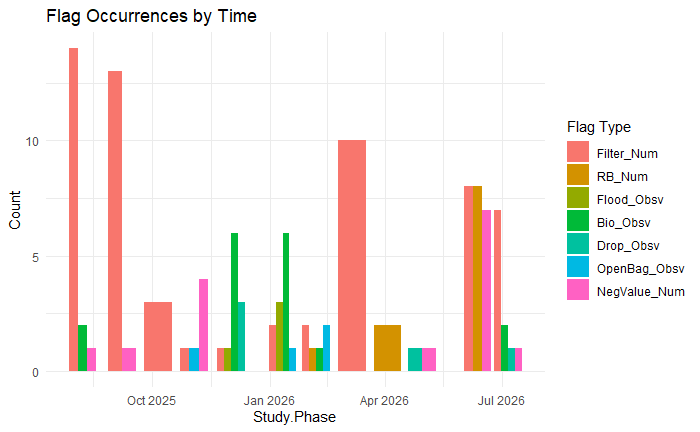 Flag Occurrences by Time
Count
10
5
0
Oct 2025
Jan 2026
Apr 2026
Jul 2026
Study.Phase
Flag Type
Filter_Num
RB_Num
Flood_Obsv
Bio_Obsv
Drop_Obsv
OpenBag_Obsv
NegValue_Num